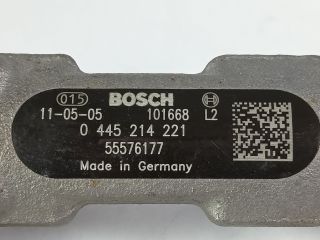 015 BOSCH
11-05-05 101668 L2
0 445 214 221
55576177
Made in Germany